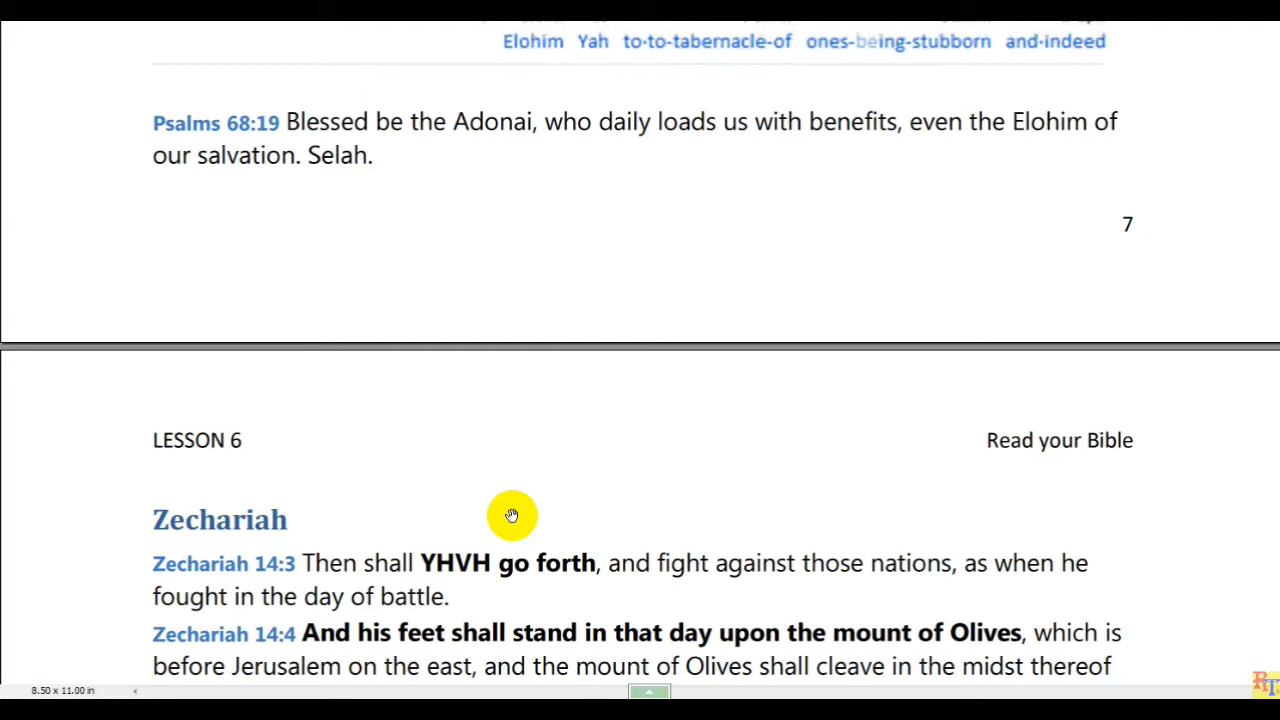 Elohim Yah to-to-tabernacle-of ones-being-stubborn and-indeed
Psalms 68:19 Blessed be the Adonai, who daily loads us with benefits, even the Elohim of
our salvation. Selah.
7
LESSON 6 Read your Bible
Zechariah
Zechariah 14:3 Then shall YHVH go forth, and fight against those nations, as when he
fought in the day of battle.
Zechariah 14:4 And his feet shall stand in that day upon the mount of Olives, which is
before Jerusalem on the east, and the mount of Olives shall cleave in the midst thereof
8.50 x 11.00 in
RT